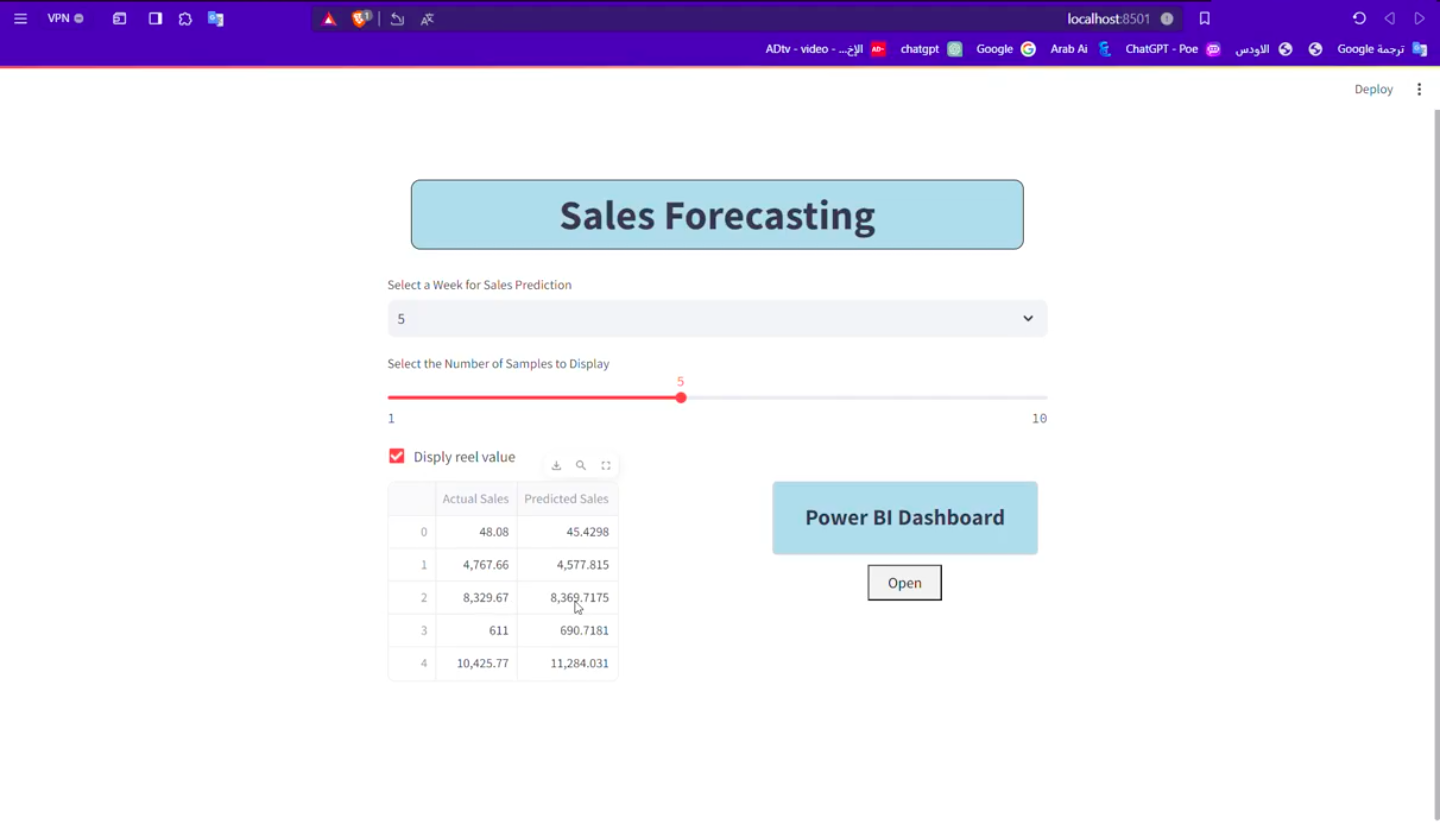 VPN
localhost:8501
ADtv - video - ...الإخ
chatgpt
Google
Arab Ai
ChatGPT - Poe
الاودس
ترجمة Google
Deploy
Sales Forecasting
Select a Week for Sales Prediction
5
Select the Number of Samples to Display
5
1 10
Disply reel value
Actual Sales Predicted Sales
0 48.08 45.4298
1 4,767.66 4,577.815
2 8,329.67 8,369.7175
3 611 690.7181
4 10,425.77 11,284.031
Power BI Dashboard
Open